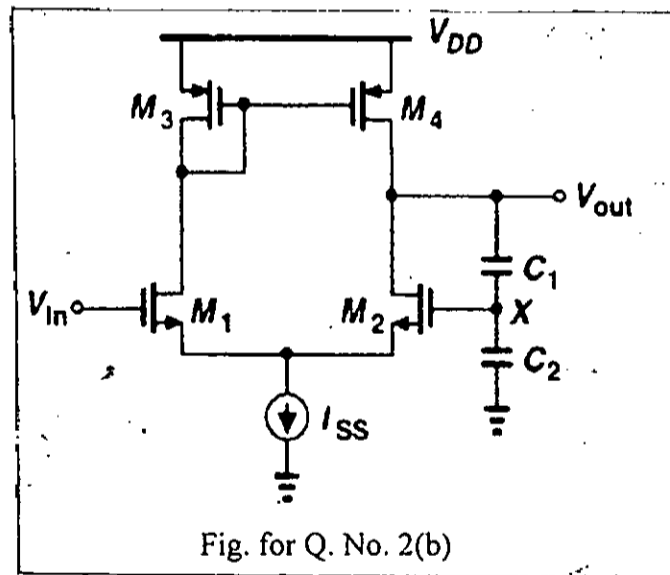 V_DD
M_3
M_4
V_out
C_1
V_In
M_1
M_2
X
C_2
I_SS
Fig. for Q. No. 2(b)